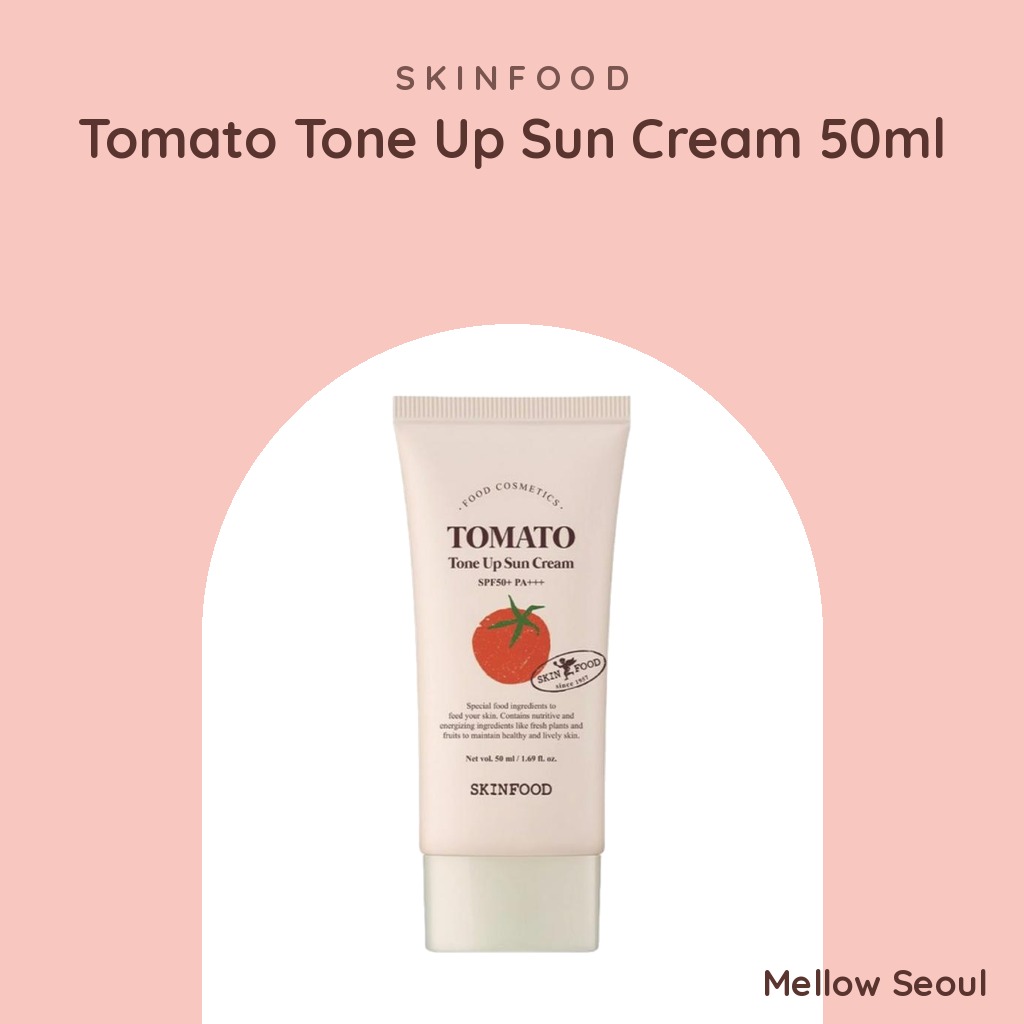 SKINFOOD
Tomato Tone Up Sun Cream 50ml
·FOOD COSMETICS·
TOMATO
Tone Up Sun Cream
SPF50+ PA+++
SKIN FOOD
since 1957
Special food ingredients to
feed your skin. Contains nutritive and
energizing ingredients like fresh plants and
fruits to maintain healthy and lively skin.
Net vol. 50 ml / 1.69 fl. oz.
SKINFOOD
Mellow Seoul